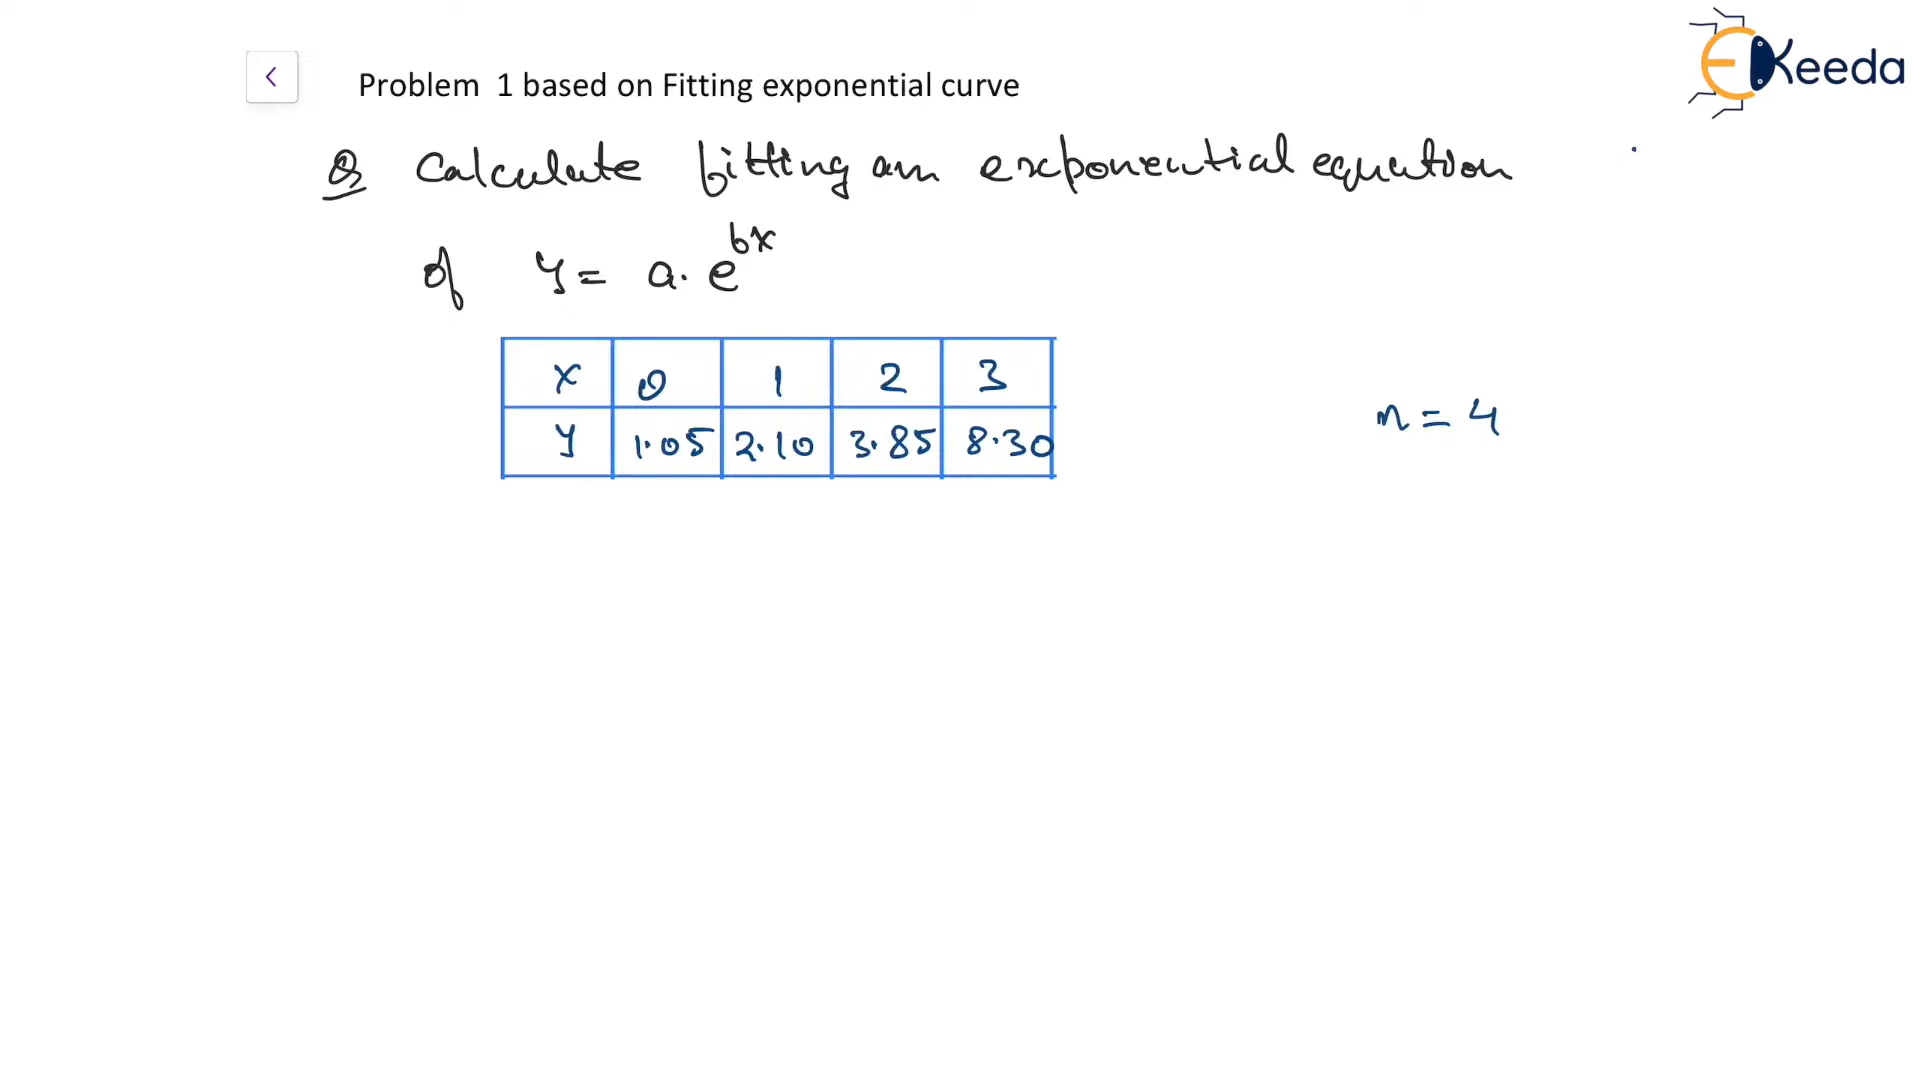 EKeeda
<
Problem 1 based on Fitting exponential curve
Q Calculate fitting an exponential equation
of y = a. e^bx
x 0 1 2 3
y 1.05 2.10 3.85 8.30
n = 4